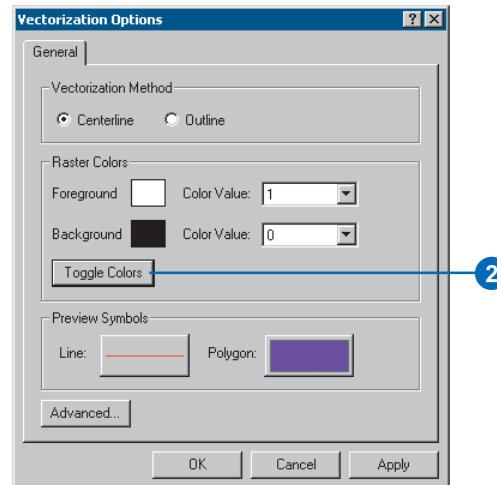 Vectorization Options
General
Vectorization Method
Centerline Outline
Raster Colors
Foreground Color Value: 1
Background Color Value: 0
Toggle Colors
2
Preview Symbols
Line: Polygon:
Advanced...
OK Cancel Apply